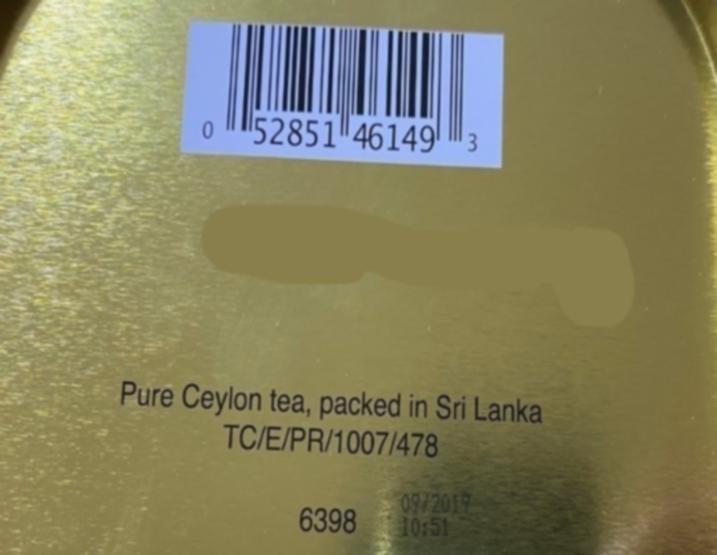 0 52851 46149 3
Pure Ceylon tea, packed in Sri Lanka
TC/E/PR/1007/478
6398 09/2019
10:51